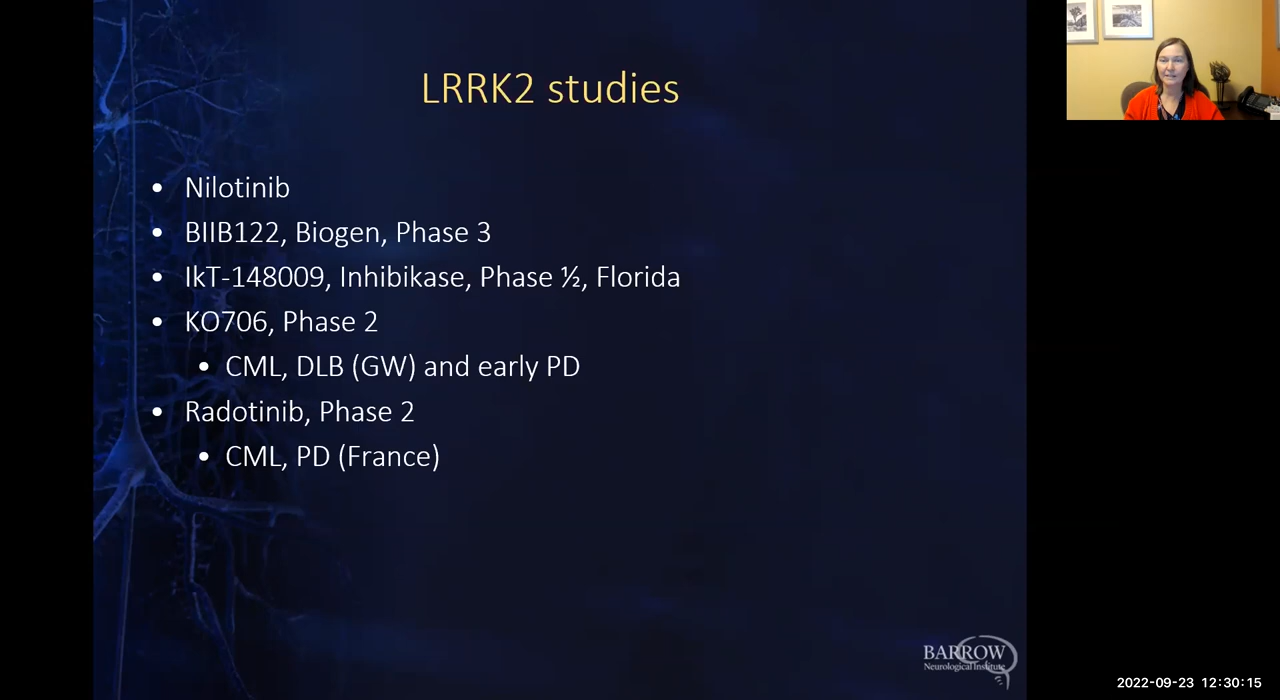 LRRK2 studies
• Nilotinib
• BIIB122, Biogen, Phase 3
• IkT-148009, Inhibikase, Phase ½, Florida
• KO706, Phase 2
• CML, DLB (GW) and early PD
• Radotinib, Phase 2
• CML, PD (France)
BARROW
Neurological Institute
2022-09-23 12:30:15